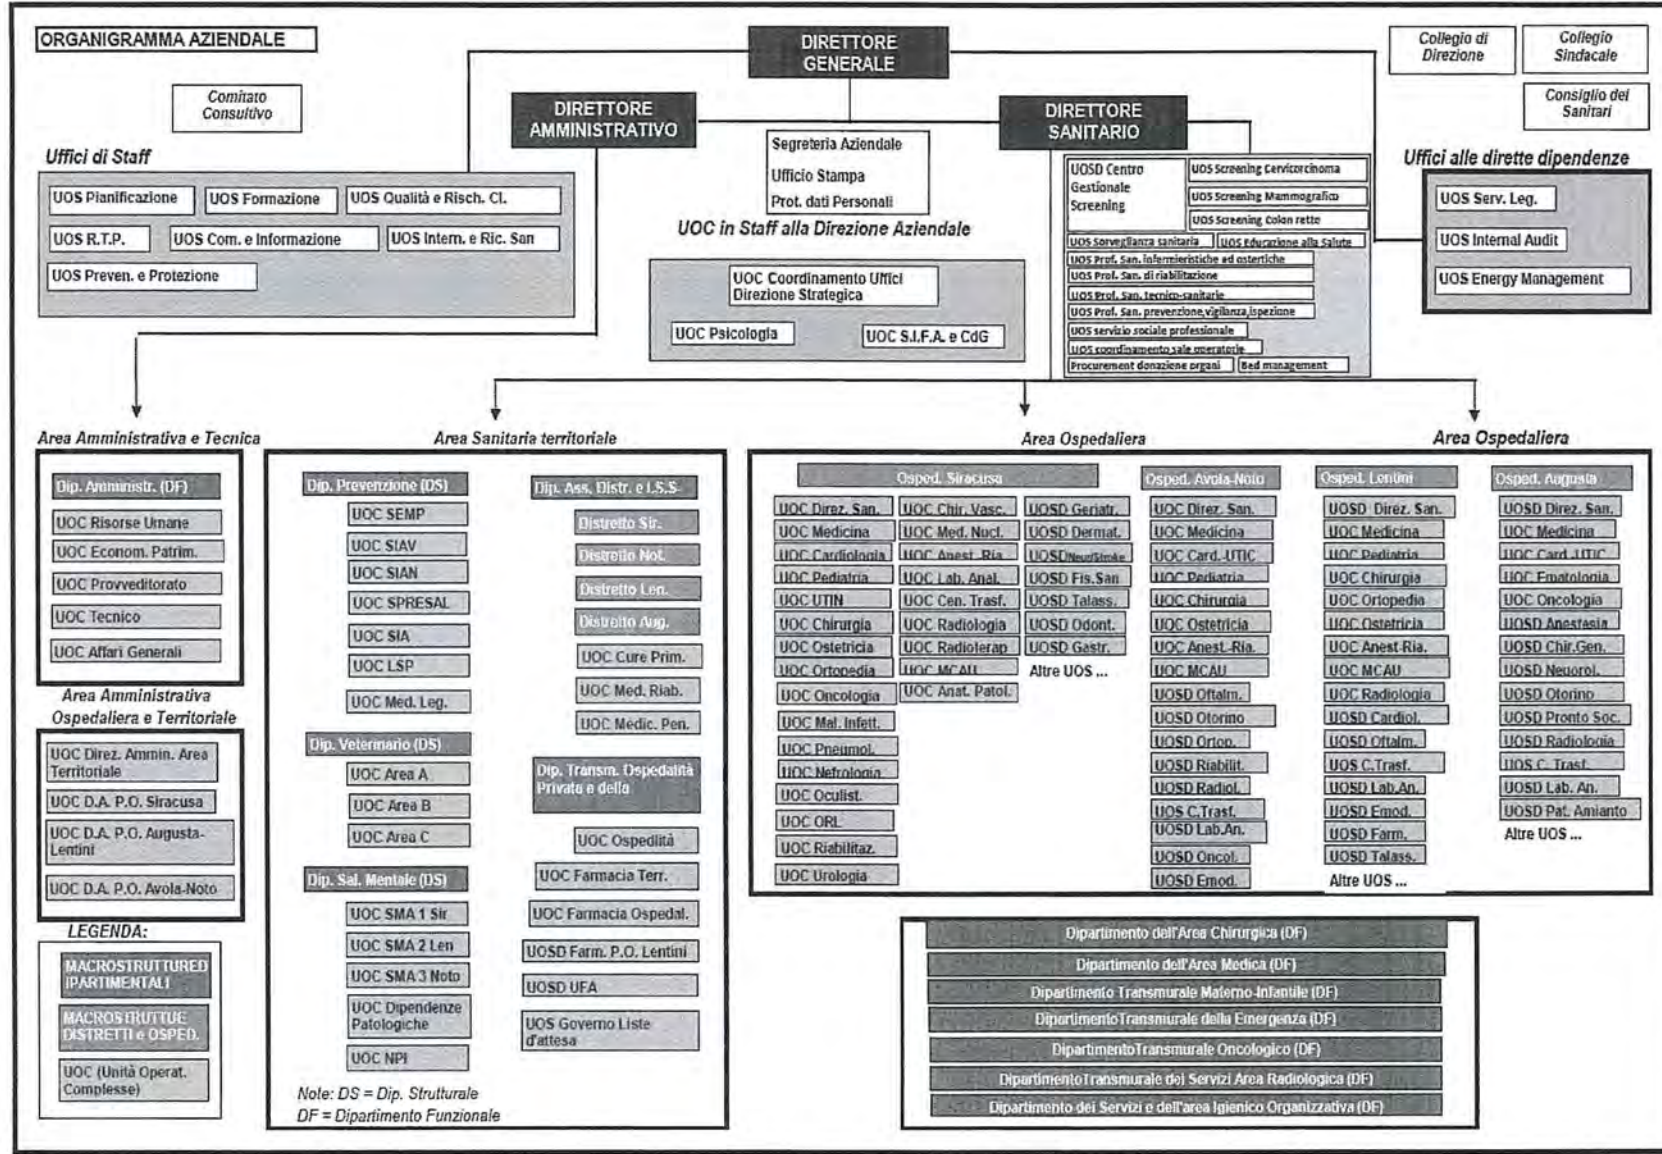 ORGANIGRAMMA AZIENDALE
DIRETTORE
GENERALE
Collegio di
Direzione
Collegio
Sindacale
Comitato
Consultivo
DIRETTORE
AMMINISTRATIVO
DIRETTORE
SANITARIO
Consiglio dei
Sanitari
Uffici di Staff
UOS Pianificazione
UOS Formazione
UOS Qualità e Risch. Cl.
UOS R.T.P.
UOS Com. e Informazione
UOS Intern. e Ric. San
UOS Preven. e Protezione
Segreteria Aziendale
Ufficio Stampa
Prot. dati Personali
UOC in Staff alla Direzione Aziendale
UOC Coordinamento Uffici
Direzione Strategica
UOC Psicologia
UOC S.I.F.A. e CdG
UOSD Centro
Gestionale
Screening
UOS Screening Cervicorcinoma
UOS Screening Mammografico
UOS Screening Colon retto
UOS Sorveglianza sanitaria
UOS Educazione alla Salute
UOS Prof. San. infermieristiche ed ostertiche
UOS Prof. San. di riabilitazione
UOS Prof. San. tecnico-sanitarie
UOS Prof. San. prevenzione,vigilanza,ispezione
UOS servizio sociale professionale
UOS coordinamento sale operatorie
Procurement donazione organi
Bed management
Uffici alle dirette dipendenze
UOS Serv. Leg.
UOS Internal Audit
UOS Energy Management
Area Amministrativa e Tecnica
Dip. Amministr. (DF)
UOC Risorse Umane
UOC Econom. Patrim.
UOC Provveditorato
UOC Tecnico
UOC Affari Generali
Area Amministrativa
Ospedaliera e Territoriale
UOC Direz. Ammin. Area
Territoriale
UOC D.A. P.O. Siracusa
UOC D.A. P.O. Augusta-
Lentini
UOC D.A. P.O. Avola-Noto
LEGENDA:
MACROSTRUTTURED
IPARTIMENTALI
MACROSTRUTTUE
DISTRETTI e OSPED.
UOC (Unità Operat.
Complesse)
Area Sanitaria territoriale
Dip. Prevenzione (DS)
UOC SEMP
UOC SIAV
UOC SIAN
UOC SPRESAL
UOC SIA
UOC LSP
UOC Med. Leg.
Dip. Veterinario (DS)
UOC Area A
UOC Area B
UOC Area C
Dip. Sal. Mentale (DS)
UOC SMA 1 Sir
UOC SMA 2 Len
UOC SMA 3 Noto
UOC Dipendenze
Patologiche
UOC NPI
Note: DS = Dip. Strutturale
DF = Dipartimento Funzionale
Dip. Ass. Distr. e I.S.S-
Distretto Sir.
Distretto Not.
Distretto Len.
Distretto Aug.
UOC Cure Prim.
UOC Med. Riab.
UOC Medic. Pen.
Dip. Transm. Ospedalità
Privata e della
UOC Ospedlità
UOC Farmacia Terr.
UOC Farmacia Ospedal.
UOSD Farm. P.O. Lentini
UOSD UFA
UOS Governo Liste
d'attesa
Area Ospedaliera
Area Ospedaliera
Osped. Siracusa
UOC Direz. San.
UOC Medicina
UOC Cardiologia
UOC Pediatria
UOC UTIN
UOC Chirurgia
UOC Ostetricia
UOC Ortopedia
UOC Oncologia
UOC Mal. Infett.
UOC Pneumol.
UOC Nefrologia
UOC Oculist.
UOC ORL
UOC Riabilitaz.
UOC Urologia
UOC Chir. Vasc.
UOC Med. Nucl.
UOC Anest.-Ria.
UOC Lab. Anal.
UOC Cen. Trasf.
UOC Radiologia
UOC Radioterap
UOC MCAU
UOC Anat. Patol.
UOSD Geriatr.
UOSD Dermat.
UOSD Neur/Stroke
UOSD Fis.San
UOSD Talass.
UOSD Odont.
UOSD Gastr.
Altre UOS ...
Osped. Avola-Noto
UOC Direz. San.
UOC Medicina
UOC Card.-UTIC
UOC Pediatria
UOC Chirurgia
UOC Ostetricia
UOC Anest.-Ria.
UOC MCAU
UOSD Oftalm.
UOSD Otorino
UOSD Ortop.
UOSD Riabilit.
UOSD Radiol.
UOS C.Trasf.
UOSD Lab.An.
UOSD Oncol.
UOSD Emod.
Osped. Lentini
UOSD Direz. San.
UOC Medicina
UOC Pediatria
UOC Chirurgia
UOC Ortopedia
UOC Ostetricia
UOC Anest-Ria.
UOC MCAU
UOC Radiologia
UOSD Cardiol.
UOSD Oftalm.
UOS C.Trasf.
UOSD Lab.An.
UOSD Emod.
UOSD Farm.
UOSD Talass.
Altre UOS ...
Osped. Augusta
UOSD Direz. San.
UOC Medicina
UOC Card.-UTIC
UOC Ematologia
UOC Oncologia
UOSD Anestesia
UOSD Chir.Gen.
UOSD Neurol.
UOSD Otorino
UOSD Pronto Soc.
UOSD Radiologia
UOS C. Trasf.
UOSD Lab. An.
UOSD Pat. Amianto
Altre UOS ...
Dipartimento dell'Area Chirurgica (DF)
Dipartimento dell'Area Medica (DF)
Dipartimento Transmurale Materno-Infantile (DF)
DipartimentoTransmurale della Emergenza (DF)
DipartimentoTransmurale Oncologico (DF)
DipartimentoTransmurale dei Servizi Area Radiologica (DF)
Dipartimento dei Servizi e dell'area Igienico Organizzativa (DF)